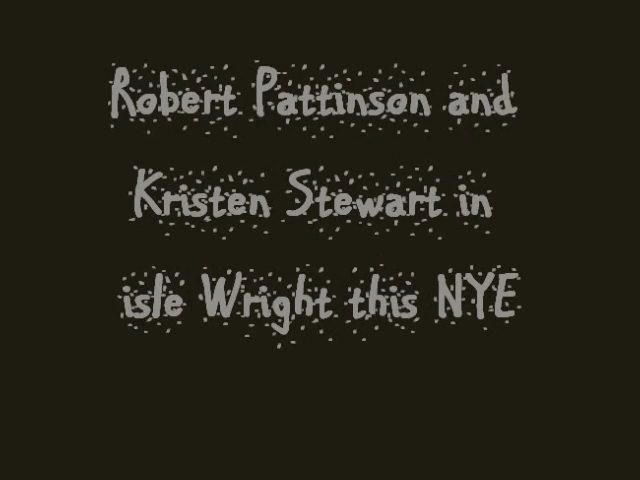 Robert Pattinson and
Kristen Stewart in
isle Wright this NYE